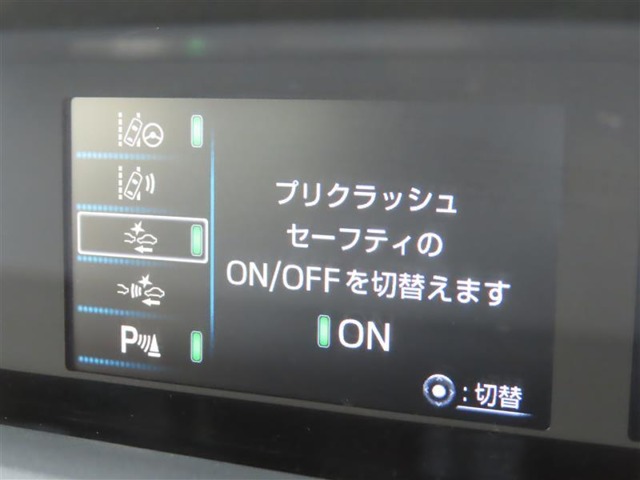 プリクラッシュ
セーフティの
ON/OFFを切替えます
ON
P
:切替